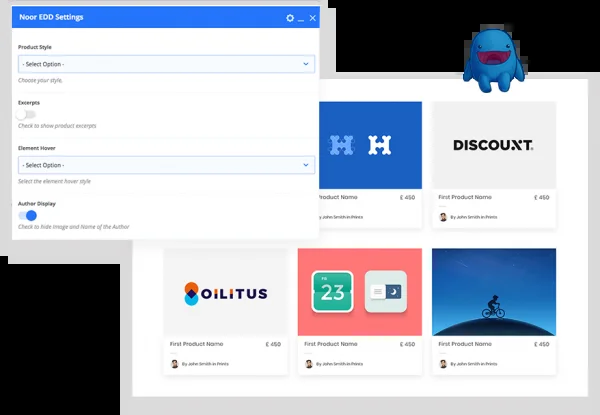 Noor EDD Settings
Product Style
- Select Option -
Choose your style.
Excerpts
Check to show product excerpts
Element Hover
- Select Option -
Select the element hover style
Author Display
Check to hide image and Name of the Author
H H
DISCOUNT
First Product Name £ 450
By John Smith in Prints
First Product Name £ 450
By John Smith in Prints
OILITUS
23
First Product Name £ 450
By John Smith in Prints
First Product Name £ 450
By John Smith in Prints
First Product Name £ 450
By John Smith in Prints